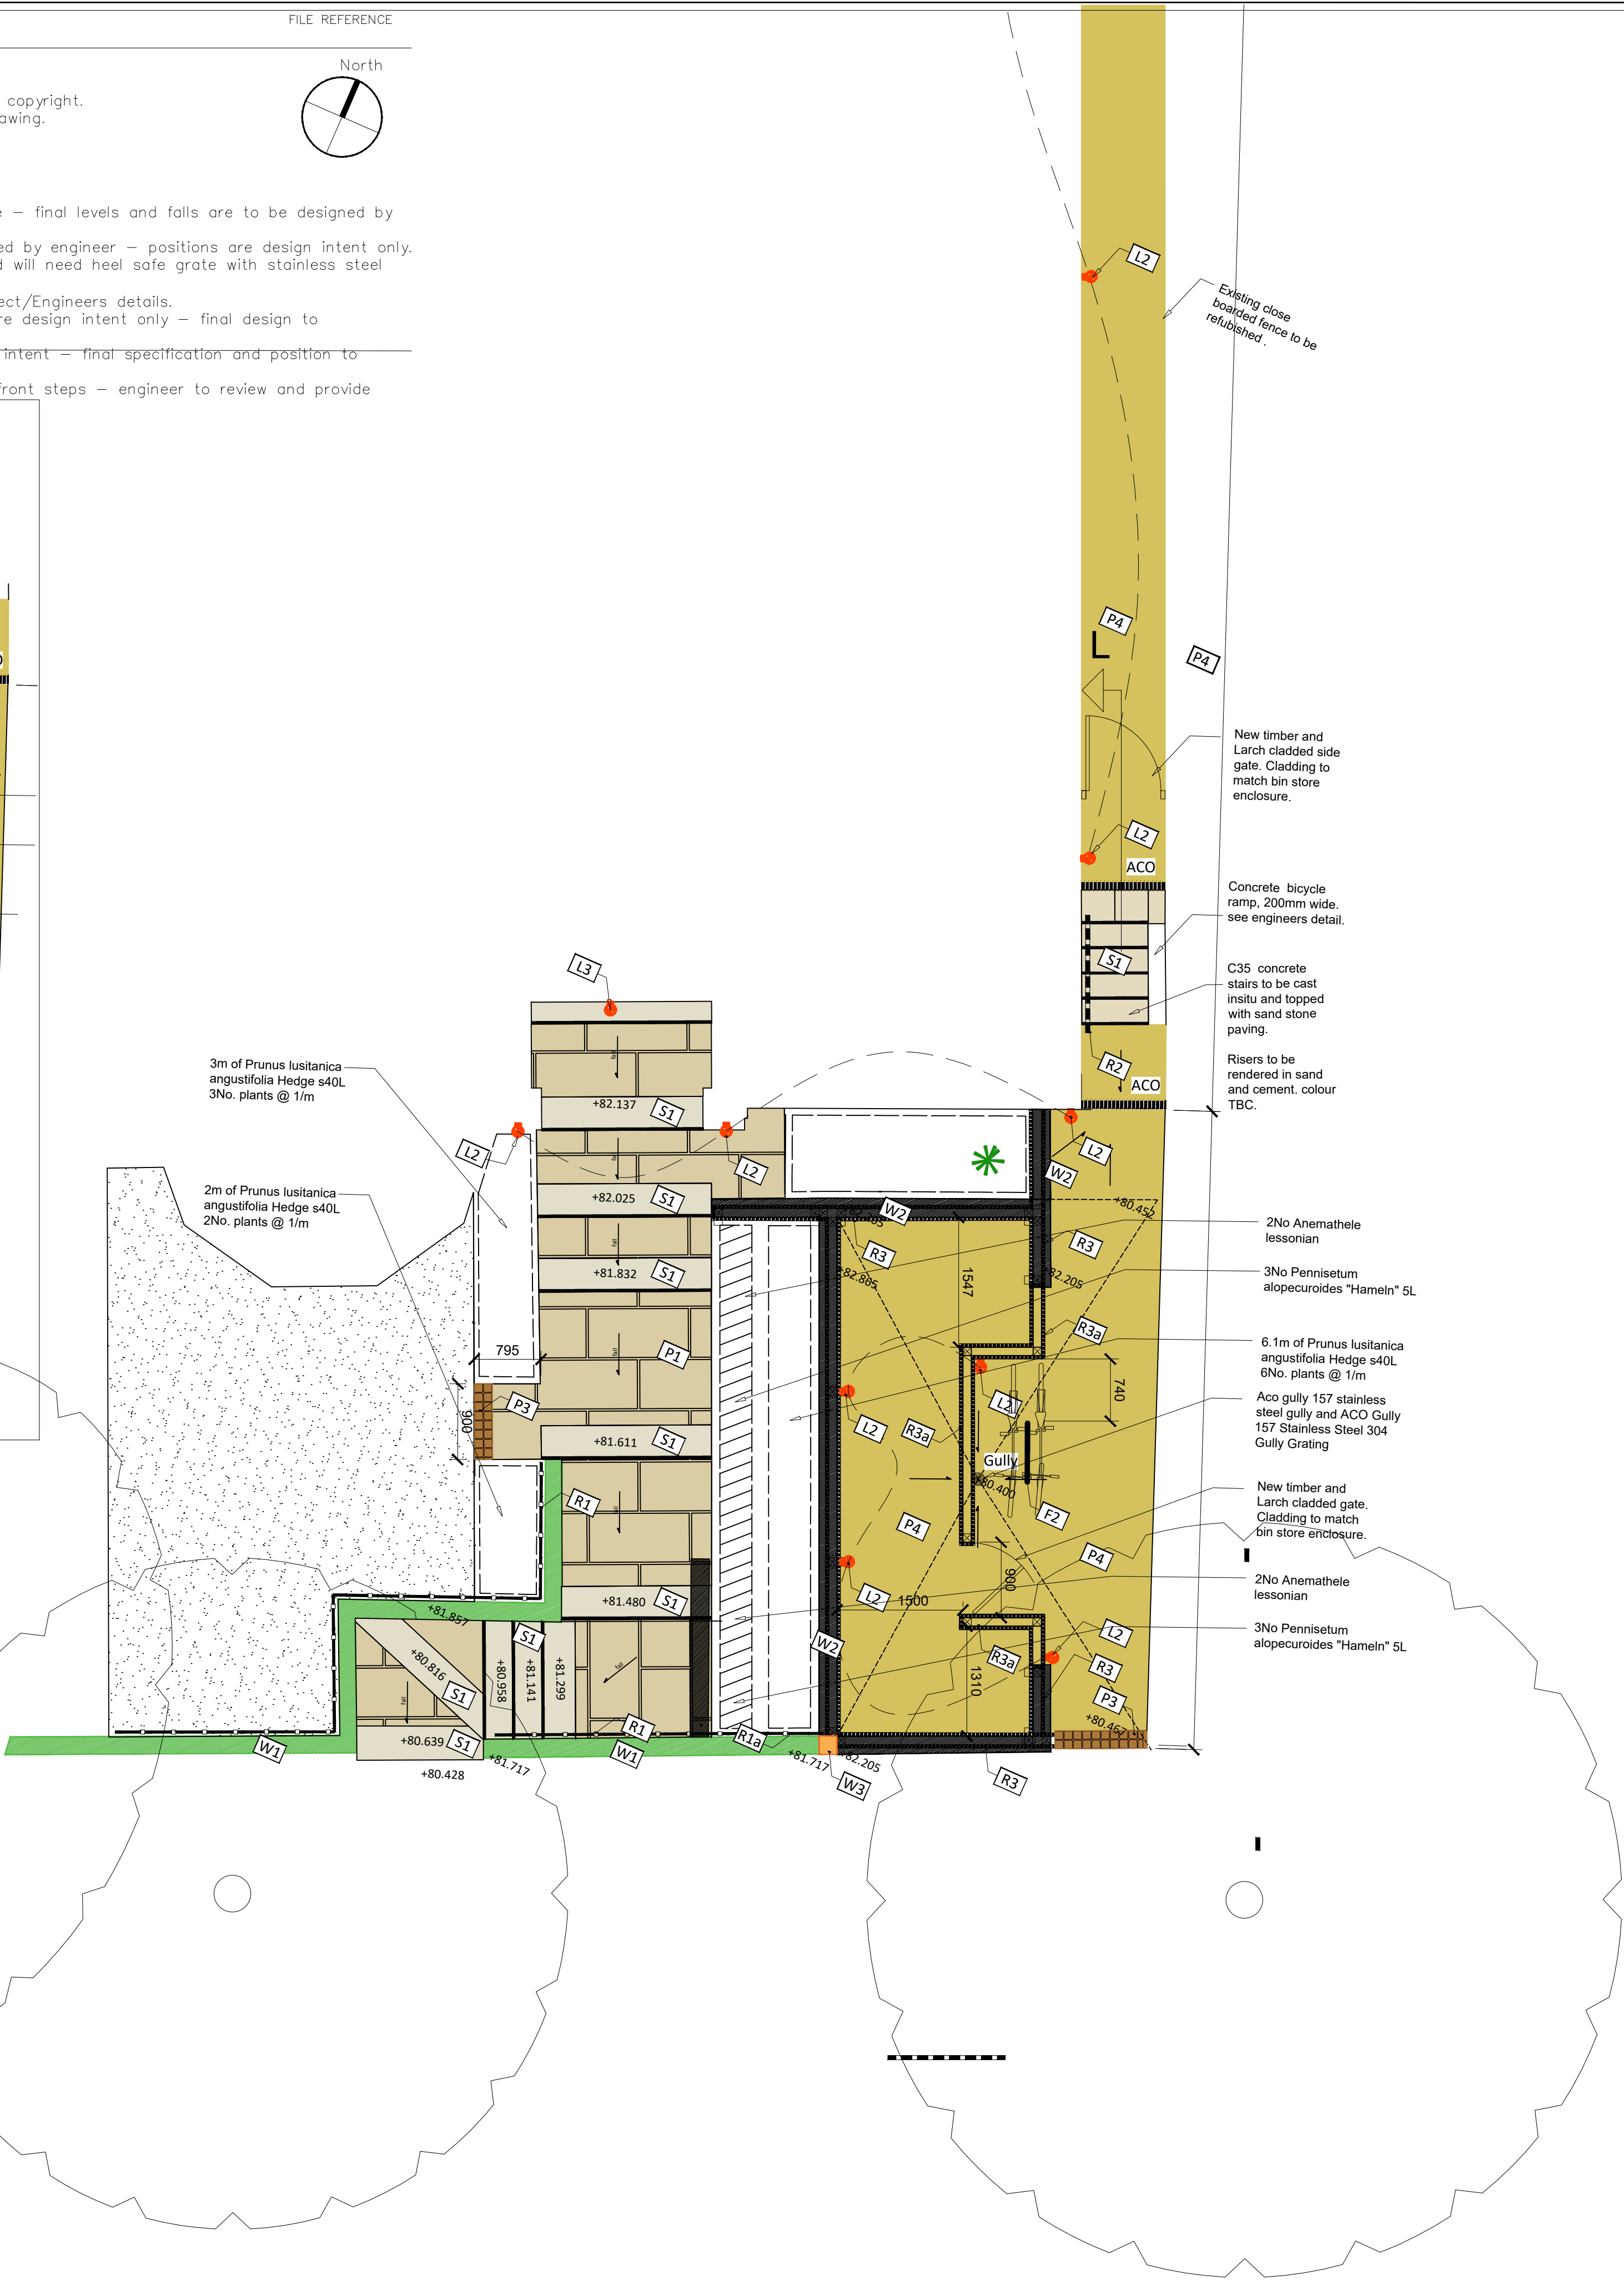 FILE REFERENCE
North
copyright.
awing.
e – final levels and falls are to be designed by
ed by engineer – positions are design intent only.
d will need heel safe grate with stainless steel
ect/Engineers details.
re design intent only – final design to
intent – final specification and position to
front steps – engineer to review and provide
L2
Existing close
boarded fence to be
refubished .
P4
L
P4
New timber and
Larch cladded side
gate. Cladding to
match bin store
enclosure.
L2
ACO
Concrete bicycle
ramp, 200mm wide.
see engineers detail.
S1
C35 concrete
stairs to be cast
insitu and topped
with sand stone
paving.
L3
R2
ACO
Risers to be
rendered in sand
and cement. colour
TBC.
3m of Prunus lusitanica
angustifolia Hedge s40L
3No. plants @ 1/m
fall
+82.137
S1
L2
L2
L2
W2
fall
2m of Prunus lusitanica
angustifolia Hedge s40L
2No. plants @ 1/m
+82.025
S1
W2
+80.452
2No Anemathele
lessonian
R3
R3
fall
+81.832
S1
+82.865
1547
+82.205
3No Pennisetum
alopecuroides "Hameln" 5L
R3a
795
fall
P1
6.1m of Prunus lusitanica
angustifolia Hedge s40L
6No. plants @ 1/m
740
900
P3
L2
L2
R3a
Aco gully 157 stainless
steel gully and ACO Gully
157 Stainless Steel 304
Gully Grating
+81.611
S1
Gully
+80.400
R1
fall
P4
F2
New timber and
Larch cladded gate.
Cladding to match
bin store enclosure.
P4
900
+81.480
S1
L2
1500
2No Anemathele
lessonian
+81.857
S1
W2
L2
3No Pennisetum
alopecuroides "Hameln" 5L
+80.816
S1
+80.958
+81.141
+81.299
fall
R3a
1310
R3
P3
fall
+80.467
+80.639
S1
R1
R1a
W1
W1
+81.717
+81.717
+82.205
+80.428
W3
R3